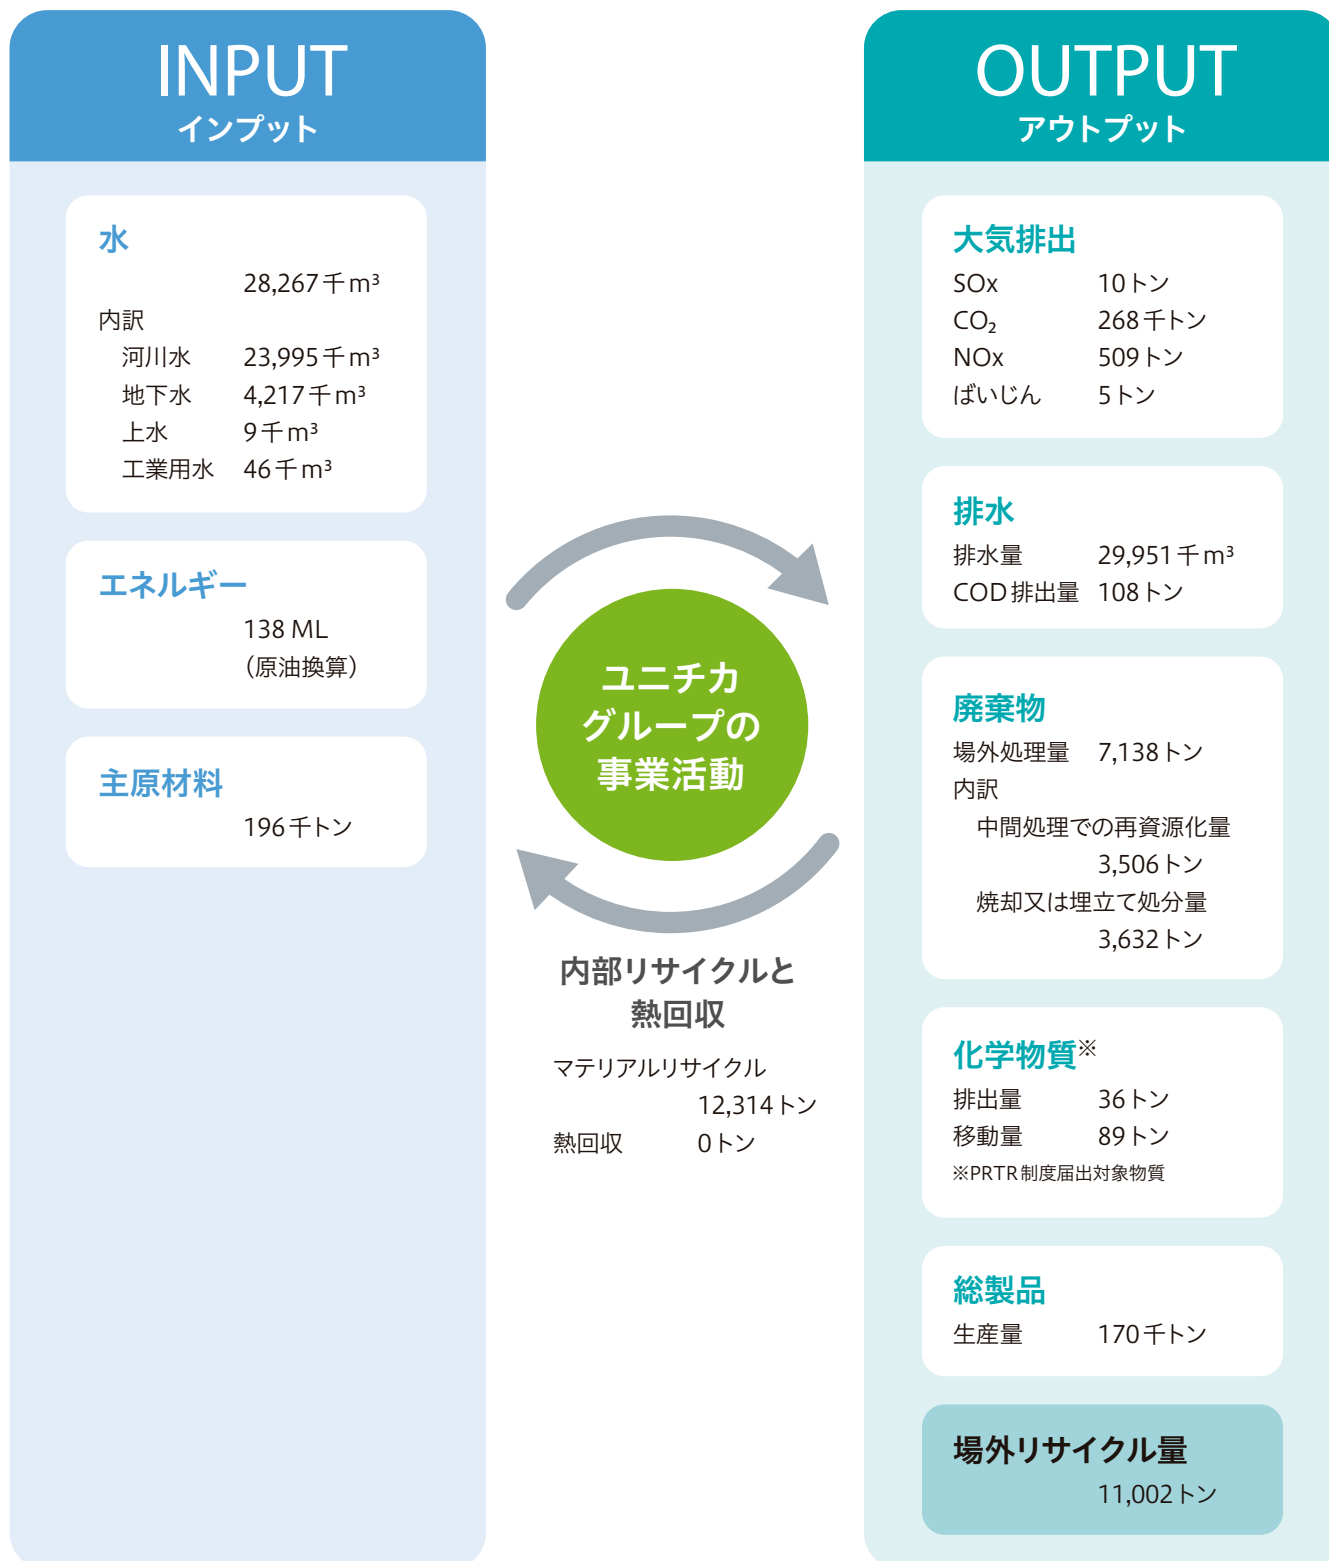 INPUT
インプット
水
28,267千m³
内訳
河川水 23,995千m³
地下水 4,217千m³
上水 9千m³
工業用水 46千m³
エネルギー
138 ML
（原油換算）
主原材料
196千トン
ユニチカ
グループの
事業活動
内部リサイクルと
熱回収
マテリアルリサイクル
12,314トン
熱回収 0トン
OUTPUT
アウトプット
大気排出
SOx 10トン
CO₂ 268千トン
NOx 509トン
ばいじん 5トン
排水
排水量 29,951千m³
COD排出量 108トン
廃棄物
場外処理量 7,138トン
内訳
中間処理での再資源化量
3,506トン
焼却又は埋立て処分量
3,632トン
化学物質※
排出量 36トン
移動量 89トン
※PRTR制度届出対象物質
総製品
生産量 170千トン
場外リサイクル量
11,002トン